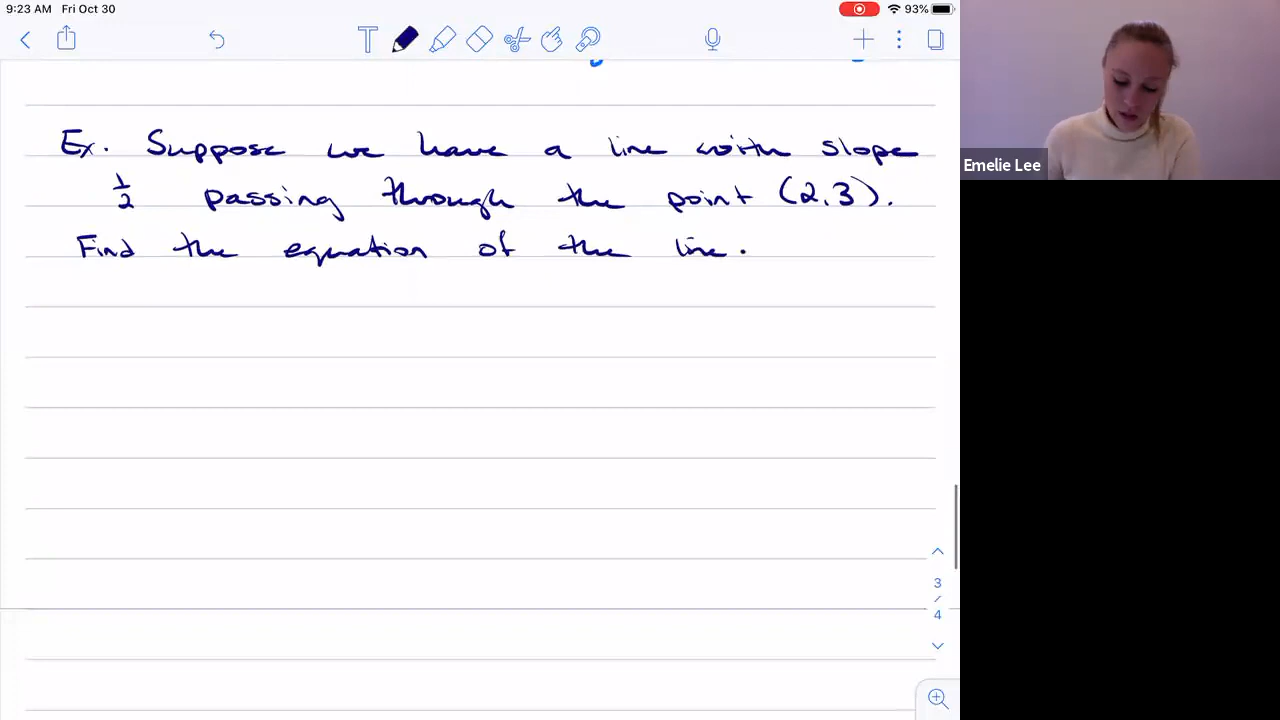 9:23 AM Fri Oct 30
93%
Ex. Suppose we have a line with slope
1/2 passing through the point (2,3).
Find the equation of the line.
Emelie Lee
3
/
4